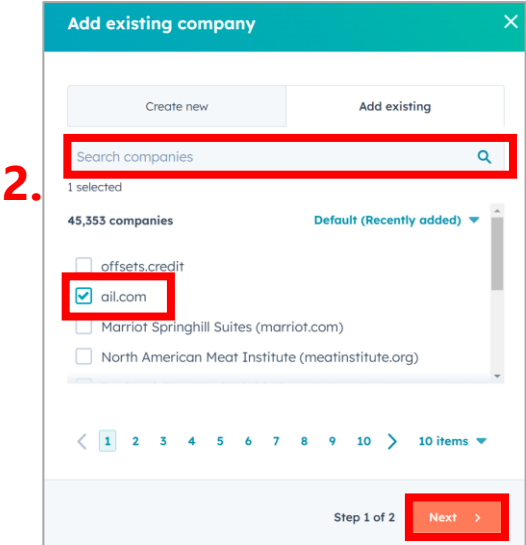 Add existing company
Create new
Add existing
Search companies
2.
1 selected
45,353 companies
Default (Recently added)
offsets.credit
ail.com
Marriot Springhill Suites (marriot.com)
North American Meat Institute (meatinstitute.org)
1 2 3 4 5 6 7 8 9 10
10 items
Step 1 of 2
Next